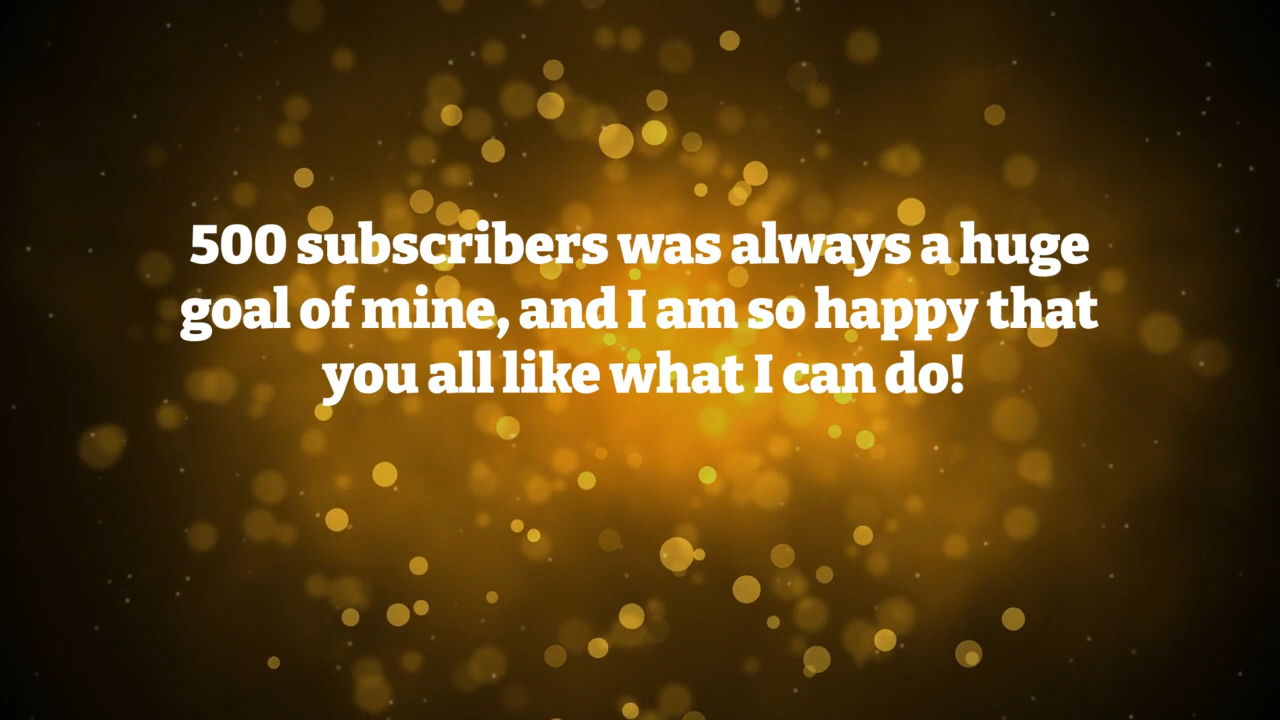 500 subscribers was always a huge
goal of mine, and I am so happy that
you all like what I can do!